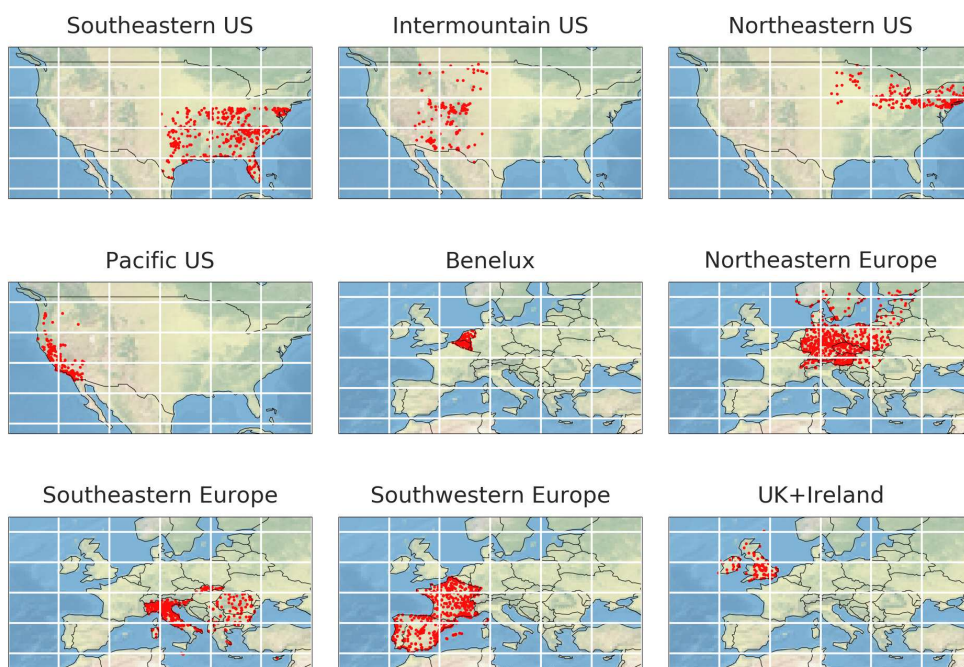 Southeastern US
Intermountain US
Northeastern US
Pacific US
Benelux
Northeastern Europe
Southeastern Europe
Southwestern Europe
UK+Ireland